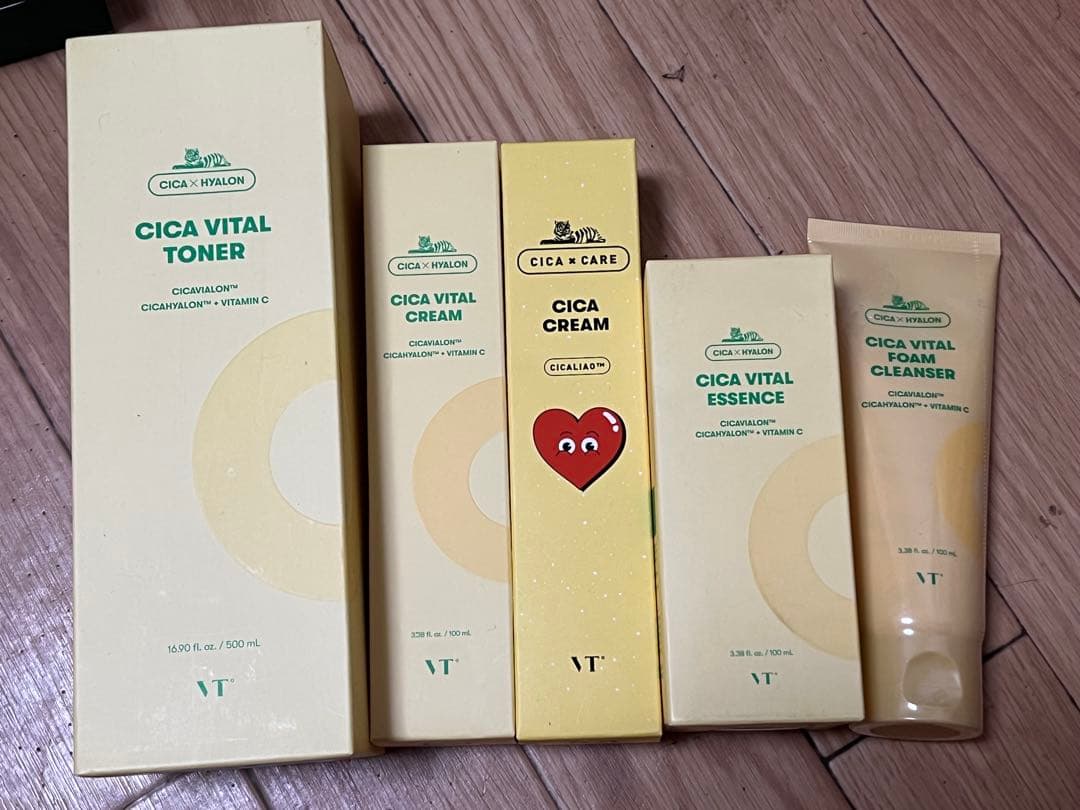 CICA × HYALON
CICA VITAL
TONER
CICAVIALON™
CICAHYALON™ + VITAMIN C
16.90 fl. oz. / 500 mL
VT®
CICA × HYALON
CICA VITAL
CREAM
CICAVIALON™
CICAHYALON™ + VITAMIN C
3.38 fl. oz. / 100 mL
VT®
CICA × CARE
CICA
CREAM
CICALIAO™
VT®
CICA × HYALON
CICA VITAL
ESSENCE
CICAVIALON™
CICAHYALON™ + VITAMIN C
3.38 fl. oz. / 100 mL
VT®
CICA × HYALON
CICA VITAL
FOAM
CLEANSER
CICAVIALON™
CICAHYALON™ + VITAMIN C
3.38 fl. oz. / 100 mL
VT®